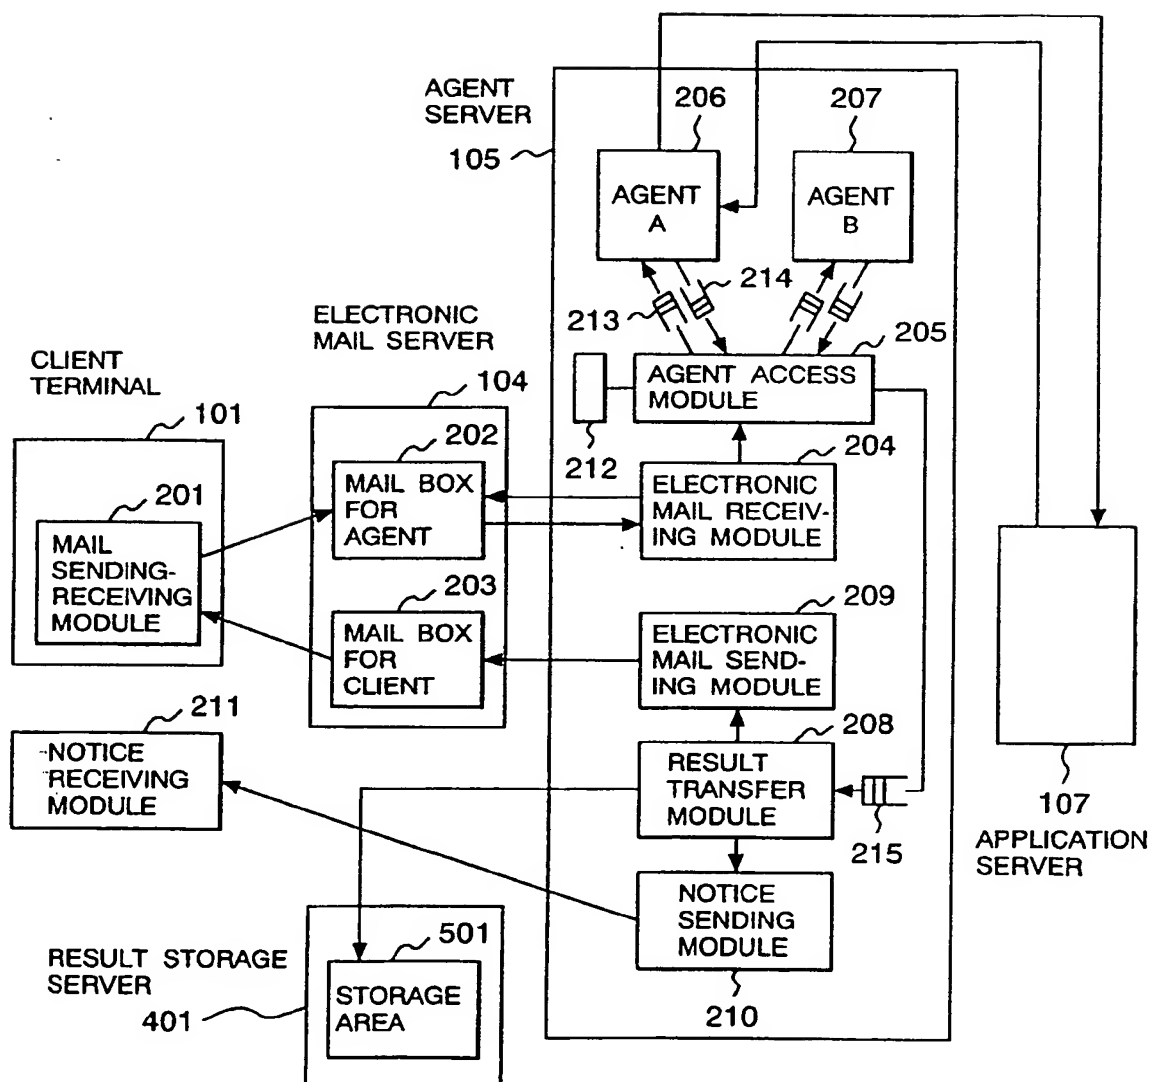 AGENT
SERVER
105
206
207
AGENT
A
AGENT
B
214
213
ELECTRONIC
MAIL SERVER
205
CLIENT
TERMINAL
AGENT ACCESS
MODULE
104
101
202
212
204
MAIL BOX
FOR
AGENT
ELECTRONIC
MAIL RECEIV-
ING MODULE
201
MAIL
SENDING-
RECEIVING
MODULE
203
209
MAIL BOX
FOR
CLIENT
ELECTRONIC
MAIL SEND-
ING MODULE
211
208
NOTICE
RECEIVING
MODULE
RESULT
TRANSFER
MODULE
215
107
APPLICATION
SERVER
NOTICE
SENDING
MODULE
210
RESULT STORAGE
SERVER
401
501
STORAGE
AREA